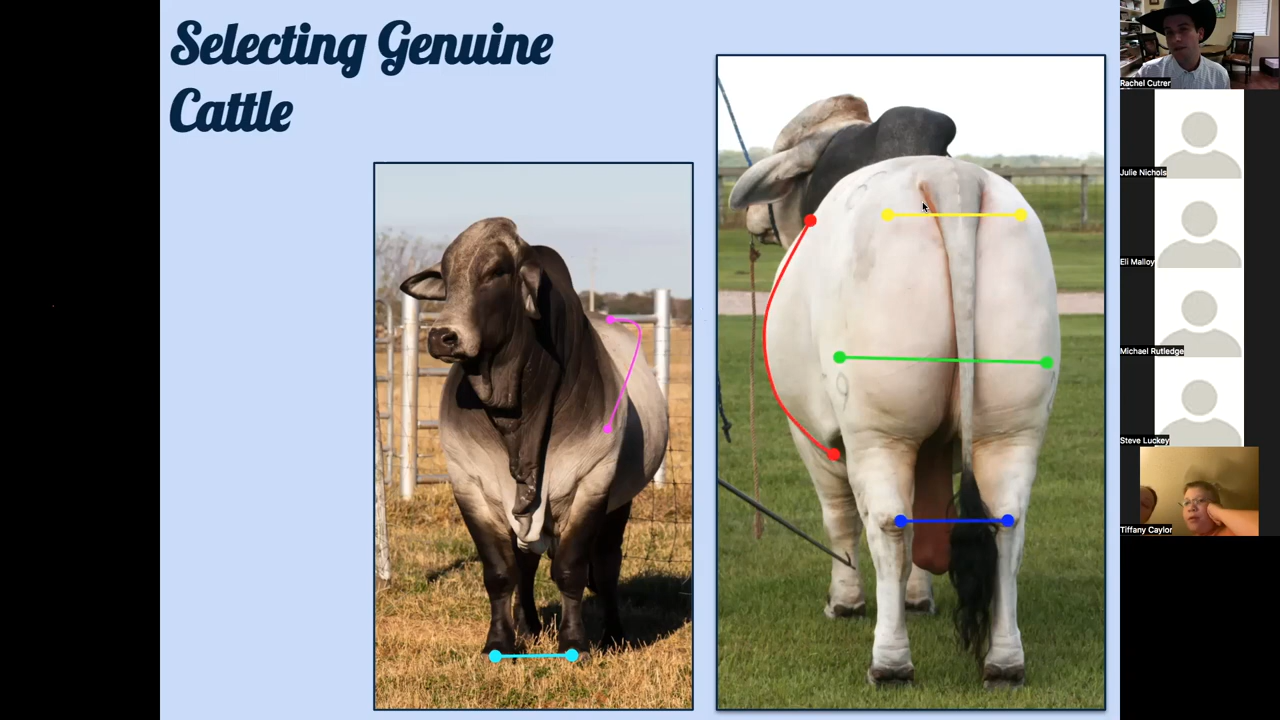 Selecting Genuine
Cattle
Rachel Cutrer
Julie Nichols
Eli Malloy
Michael Rutledge
Steve Luckey
Tiffany Caylor